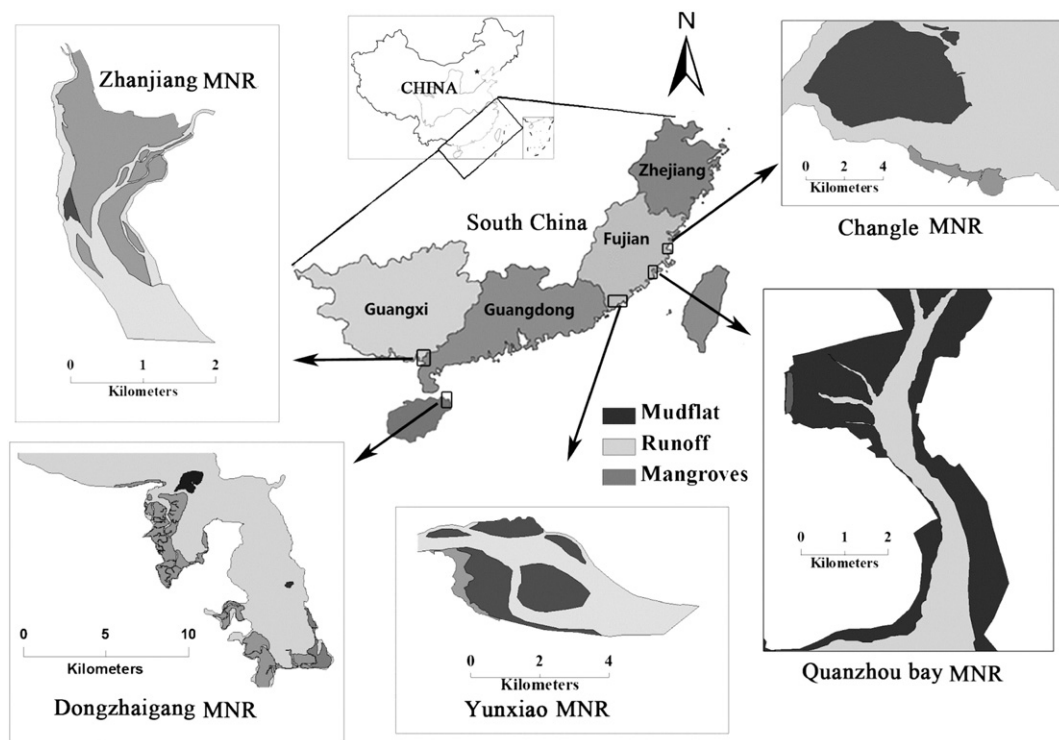 Zhanjiang MNR
0 1 2
Kilometers
CHINA
N
South China
Zhejiang
Fujian
Guangxi
Guangdong
0 2 4
Kilometers
Changle MNR
Mudflat
Runoff
Mangroves
0 1 2
Kilometers
Quanzhou bay MNR
0 5 10
Kilometers
Dongzhaigang MNR
0 2 4
Kilometers
Yunxiao MNR